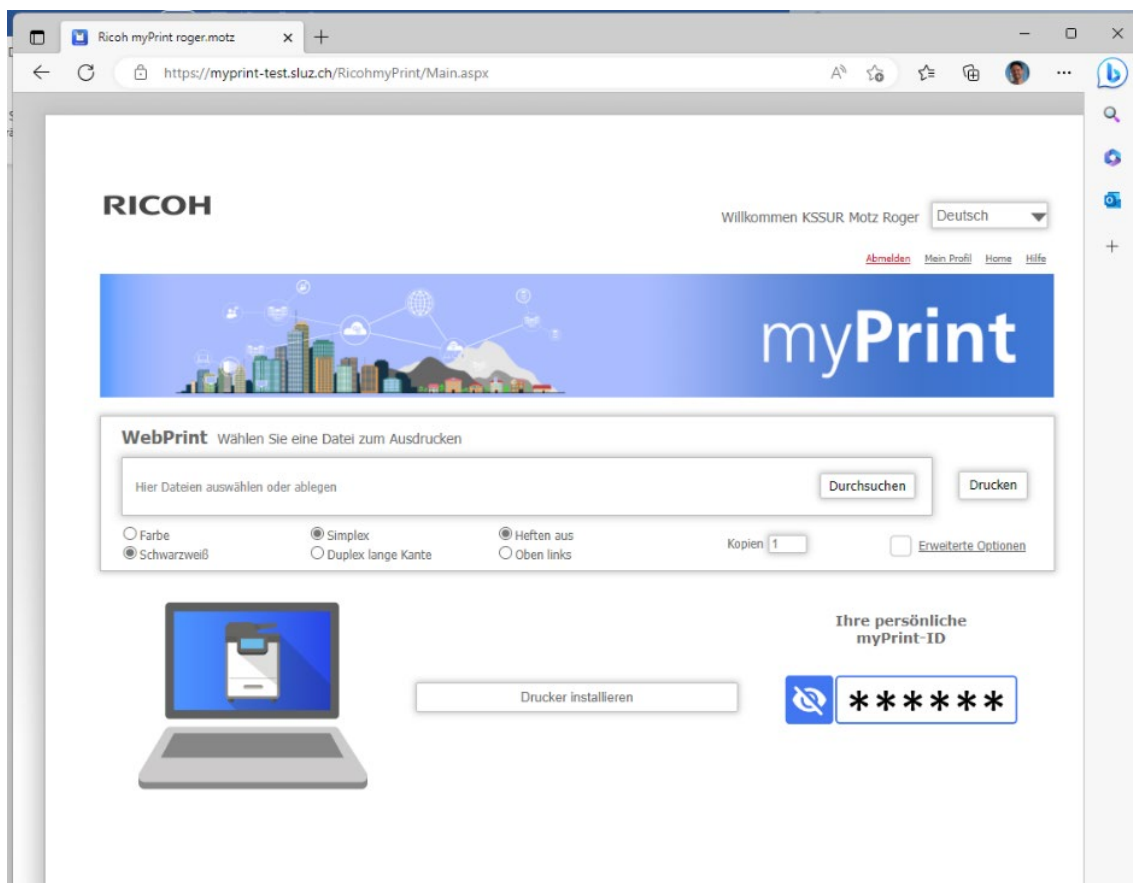 Ricoh myPrint roger.motz
https://myprint-test.sluz.ch/RicohmyPrint/Main.aspx
RICOH
Willkommen KSSUR Motz Roger Deutsch
Abmelden Mein Profil Home Hilfe
myPrint
WebPrint Wählen Sie eine Datei zum Ausdrucken
Hier Dateien auswählen oder ablegen Durchsuchen Drucken
Farbe Simplex Heften aus
Kopien 1 Erweiterte Optionen
Schwarzweiß Duplex lange Kante Oben links
Ihre persönliche
myPrint-ID
Drucker installieren
******